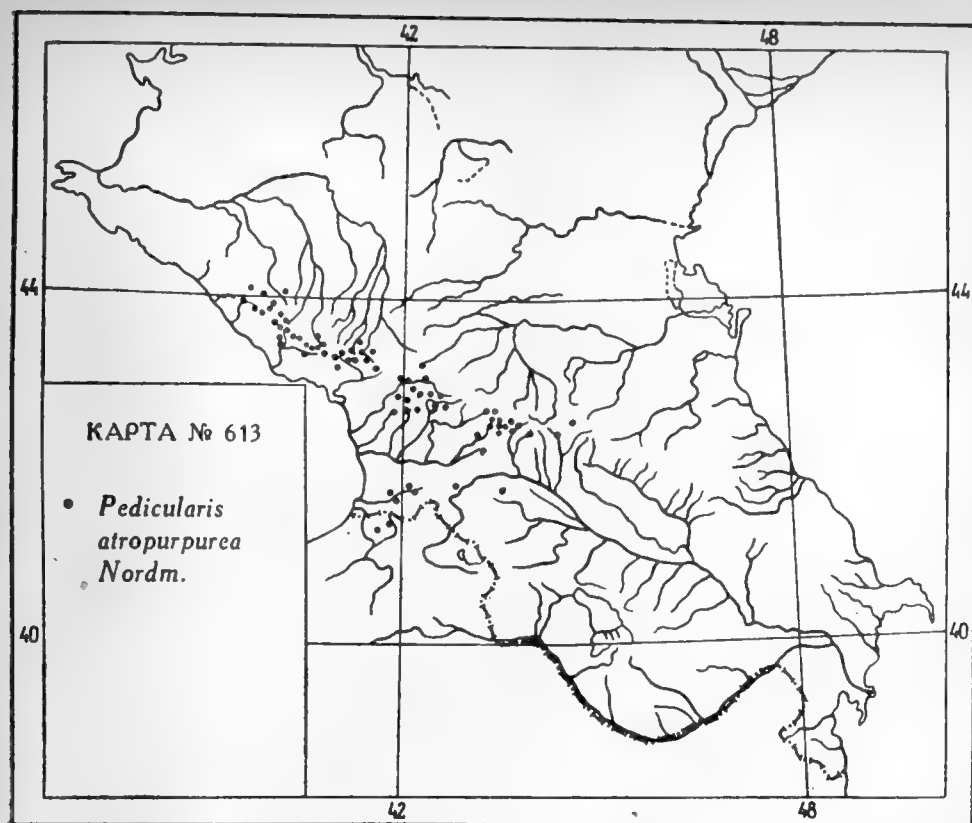 42 48
44 44
КАРТА № 613
• Pedicularis
atropurpurea
Nordm.
40 40
42 48